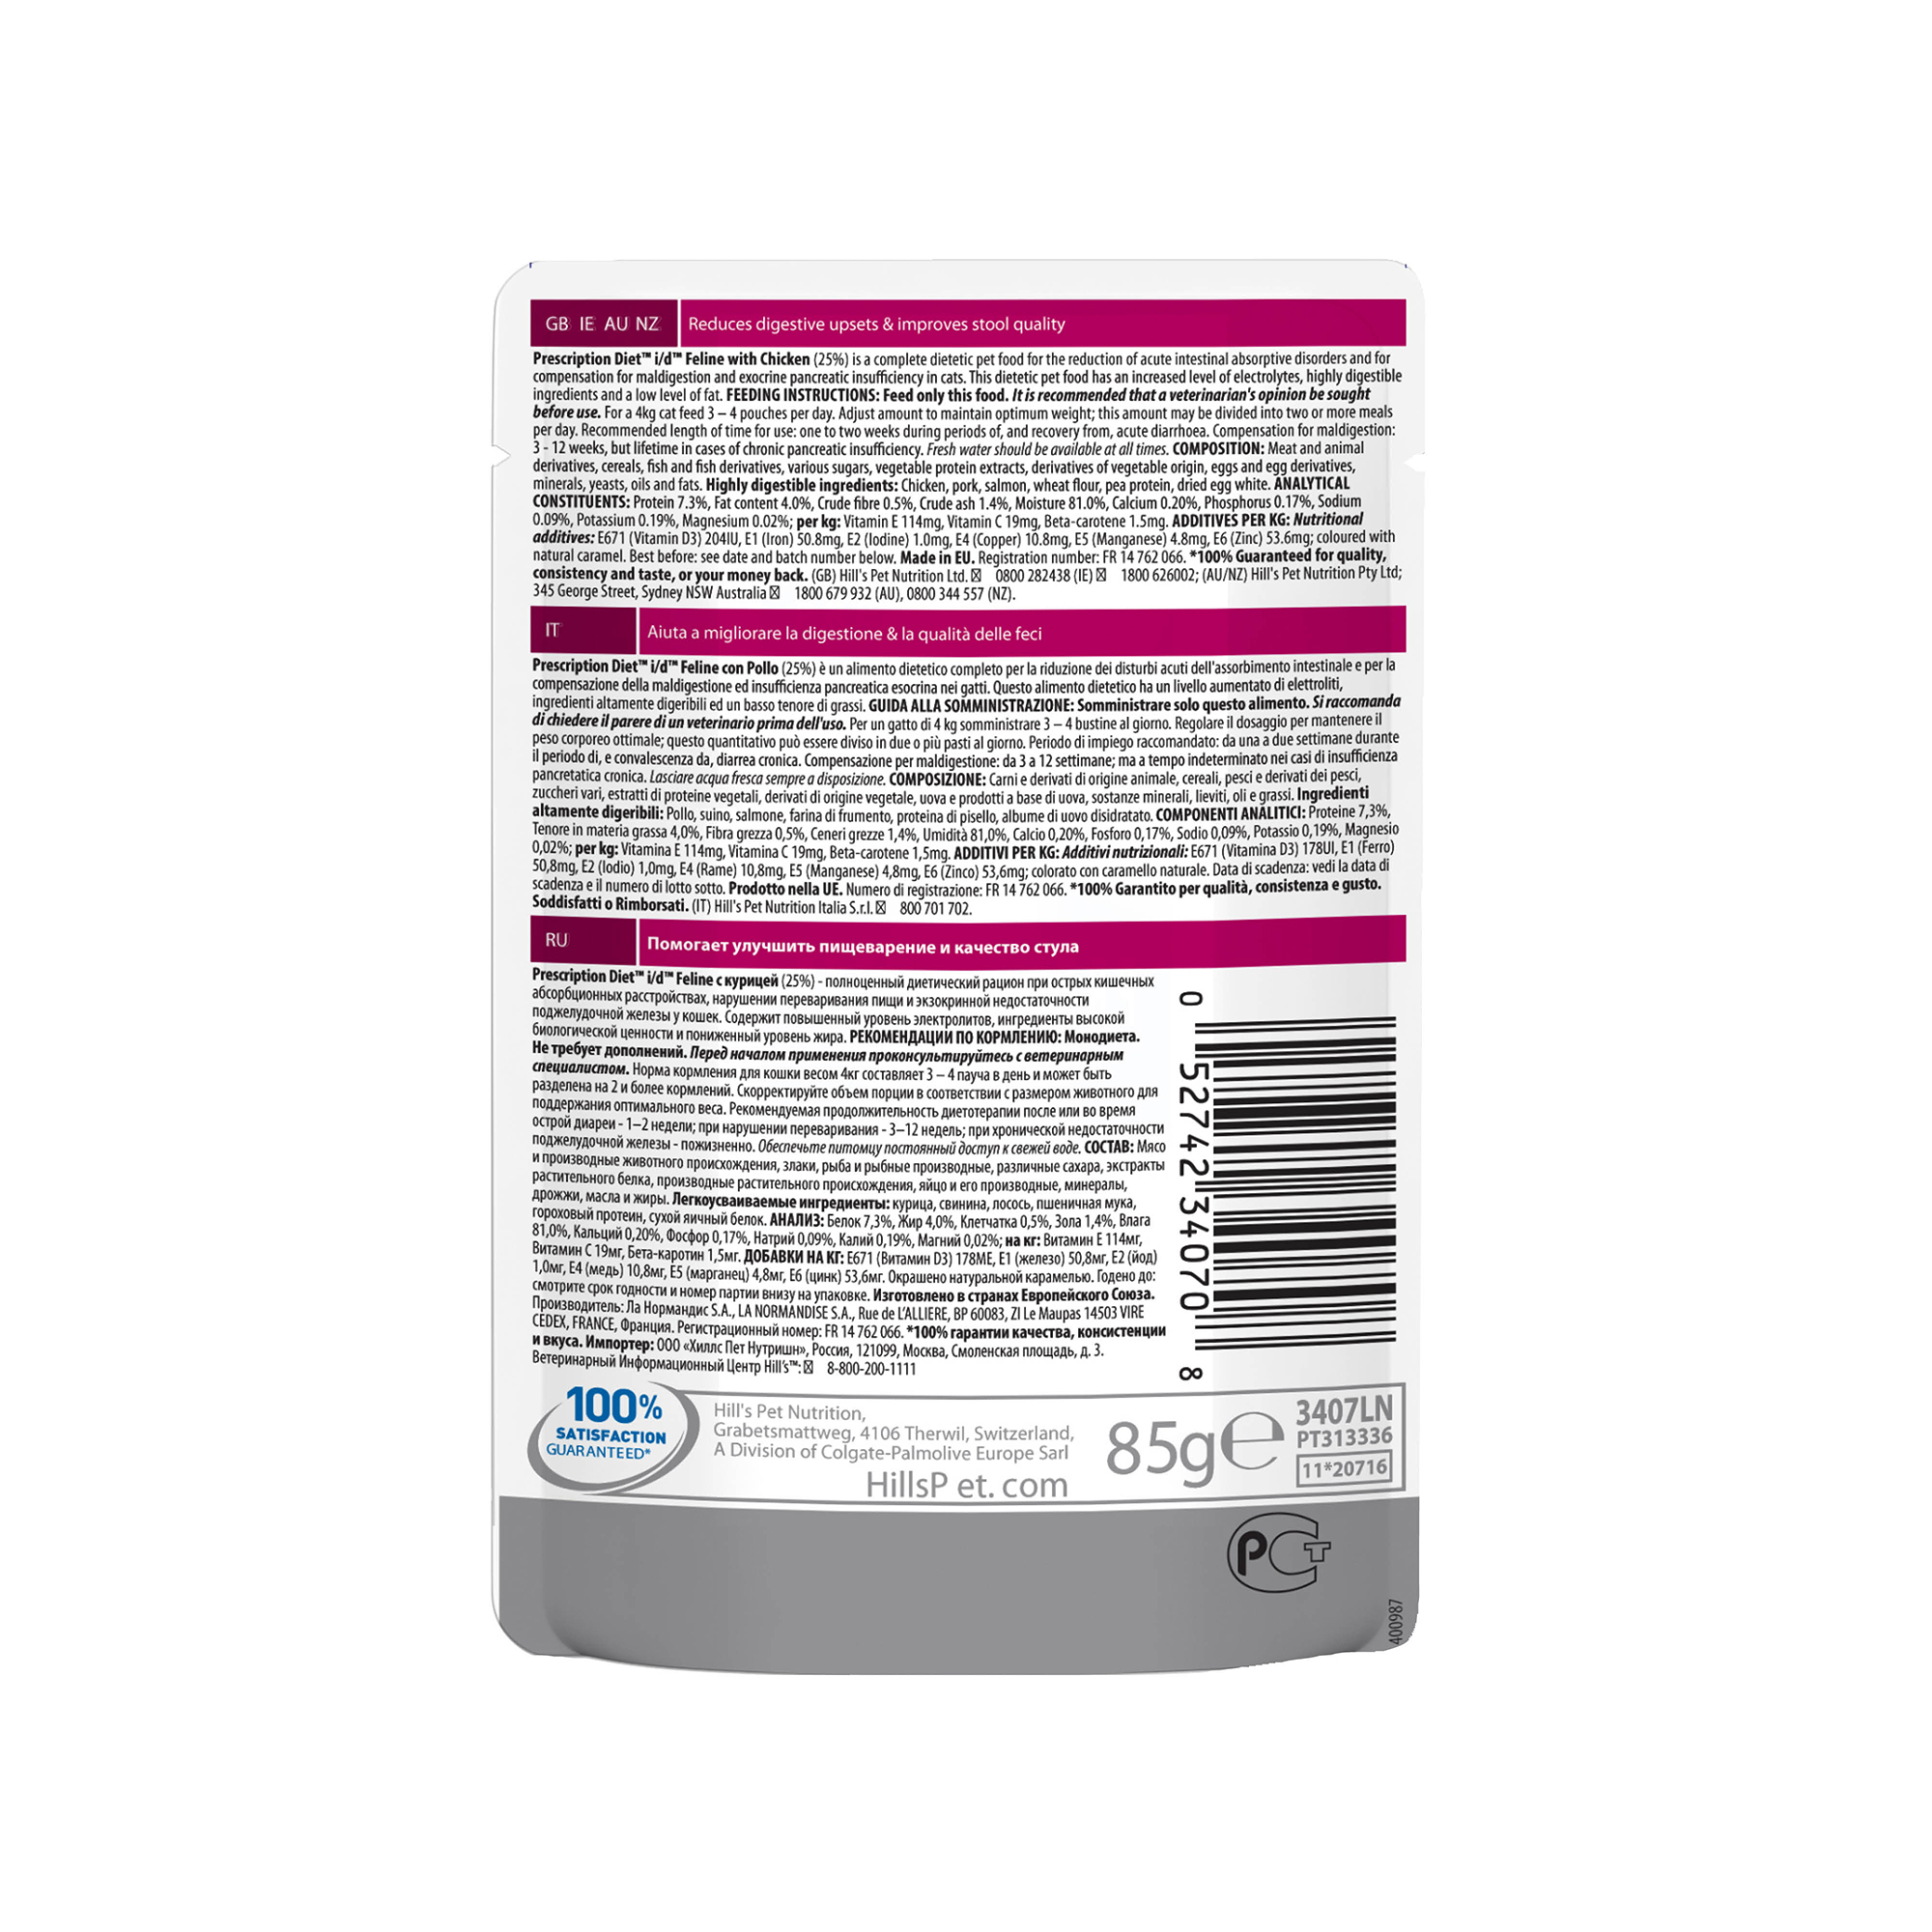 GB IE AU NZ Reduces digestive upsets & improves stool quality
Prescription Diet™ i/d™ Feline with Chicken (25%) is a complete dietetic pet food for the reduction of acute intestinal absorptive disorders and for
compensation for maldigestion and exocrine pancreatic insufficiency in cats. This dietetic pet food has an increased level of electrolytes, highly digestible
ingredients and a low level of fat. FEEDING INSTRUCTIONS: Feed only this food. It is recommended that a veterinarian's opinion be sought
before use. For a 4kg cat feed 3 – 4 pouches per day. Adjust amount to maintain optimum weight; this amount may be divided into two or more meals
per day. Recommended length of time for use: one to two weeks during periods of, and recovery from, acute diarrhoea. Compensation for maldigestion:
3 - 12 weeks, but lifetime in cases of chronic pancreatic insufficiency. Fresh water should be available at all times. COMPOSITION: Meat and animal
derivatives, cereals, fish and fish derivatives, various sugars, vegetable protein extracts, derivatives of vegetable origin, eggs and egg derivatives,
minerals, yeasts, oils and fats. Highly digestible ingredients: Chicken, pork, salmon, wheat flour, pea protein, dried egg white. ANALYTICAL
CONSTITUENTS: Protein 7.3%, Fat content 4.0%, Crude fibre 0.5%, Crude ash 1.4%, Moisture 81.0%, Calcium 0.20%, Phosphorus 0.17%, Sodium
0.09%, Potassium 0.19%, Magnesium 0.02%; per kg: Vitamin E 114mg, Vitamin C 19mg, Beta-carotene 1.5mg. ADDITIVES PER KG: Nutritional
additives: E671 (Vitamin D3) 204IU, E1 (Iron) 50.8mg, E2 (Iodine) 1.0mg, E4 (Copper) 10.8mg, E5 (Manganese) 4.8mg, E6 (Zinc) 53.6mg; coloured with
natural caramel. Best before: see date and batch number below. Made in EU. Registration number: FR 14 762 066. *100% Guaranteed for quality,
consistency and taste, or your money back. (GB) Hill's Pet Nutrition Ltd. 0800 282438 (IE) 1800 626002; (AU/NZ) Hill's Pet Nutrition Pty Ltd;
345 George Street, Sydney NSW Australia 1800 679 932 (AU), 0800 344 557 (NZ).
IT Aiuta a migliorare la digestione & la qualità delle feci
Prescription Diet™ i/d™ Feline con Pollo (25%) è un alimento dietetico completo per la riduzione dei disturbi acuti dell'assorbimento intestinale e per la
compensazione della maldigestione ed insufficienza pancreatica esocrina nei gatti. Questo alimento dietetico ha un livello aumentato di elettroliti,
ingredienti altamente digeribili ed un basso tenore di grassi. GUIDA ALLA SOMMINISTRAZIONE: Somministrare solo questo alimento. Si raccomanda
di chiedere il parere di un veterinario prima dell'uso. Per un gatto di 4 kg somministrare 3 – 4 bustine al giorno. Regolare il dosaggio per mantenere il
peso corporeo ottimale; questo quantitativo può essere diviso in due o più pasti al giorno. Periodo di impiego raccomandato: da una a due settimane durante
il periodo di, e convalescenza da, diarrea cronica. Compensazione per maldigestione: da 3 a 12 settimane; ma a tempo indeterminato nei casi di insufficienza
pancretatica cronica. Lasciare acqua fresca sempre a disposizione. COMPOSIZIONE: Carni e derivati di origine animale, cereali, pesci e derivati dei pesci,
zuccheri vari, estratti di proteine vegetali, derivati di origine vegetale, uova e prodotti a base di uova, sostanze minerali, lieviti, oli e grassi. Ingredienti
altamente digeribili: Pollo, suino, salmone, farina di frumento, proteina di pisello, albume di uovo disidratato. COMPONENTI ANALITICI: Proteine 7,3%,
Tenore in materia grassa 4,0%, Fibra grezza 0,5%, Ceneri grezze 1,4%, Umidità 81,0%, Calcio 0,20%, Fosforo 0,17%, Sodio 0,09%, Potassio 0,19%, Magnesio
0,02%; per kg: Vitamina E 114mg, Vitamina C 19mg, Beta-carotene 1,5mg. ADDITIVI PER KG: Additivi nutrizionali: E671 (Vitamina D3) 178UI, E1 (Ferro)
50,8mg, E2 (Iodio) 1,0mg, E4 (Rame) 10,8mg, E5 (Manganese) 4,8mg, E6 (Zinco) 53,6mg; colorato con caramello naturale. Data di scadenza: vedi la data di
scadenza e il numero di lotto sotto. Prodotto nella UE. Numero di registrazione: FR 14 762 066. *100% Garantito per qualità, consistenza e gusto.
Soddisfatti o Rimborsati. (IT) Hill's Pet Nutrition Italia S.r.l. 800 701 702.
RU Помогает улучшить пищеварение и качество стула
Prescription Diet™ i/d™ Feline с курицей (25%) - полноценный диетический рацион при острых кишечных
абсорбционных расстройствах, нарушении переваривания пищи и экзокринной недостаточности
поджелудочной железы у кошек. Содержит повышенный уровень электролитов, ингредиенты высокой
биологической ценности и пониженный уровень жира. РЕКОМЕНДАЦИИ ПО КОРМЛЕНИЮ: Монодиета.
Не требует дополнений. Перед началом применения проконсультируйтесь с ветеринарным
специалистом. Норма кормления для кошки весом 4кг составляет 3 – 4 пауча в день и может быть
разделена на 2 и более кормлений. Скорректируйте объем порции в соответствии с размером животного для
поддержания оптимального веса. Рекомендуемая продолжительность диетотерапии после или во время
острой диареи - 1–2 недели; при нарушении переваривания - 3–12 недель; при хронической недостаточности
поджелудочной железы - пожизненно. Обеспечьте питомцу постоянный доступ к свежей воде. СОСТАВ: Мясо
и производные животного происхождения, злаки, рыба и рыбные производные, различные сахара, экстракты
растительного белка, производные растительного происхождения, яйцо и его производные, минералы,
дрожжи, масла и жиры. Легкоусваиваемые ингредиенты: курица, свинина, лосось, пшеничная мука,
гороховый протеин, сухой яичный белок. АНАЛИЗ: Белок 7,3%, Жир 4,0%, Клетчатка 0,5%, Зола 1,4%, Влага
81,0%, Кальций 0,20%, Фосфор 0,17%, Натрий 0,09%, Калий 0,19%, Магний 0,02%; на кг: Витамин Е 114мг,
Витамин С 19мг, Бета-каротин 1,5мг. ДОБАВКИ НА КГ: E671 (Витамин D3) 178МЕ, Е1 (железо) 50,8мг, Е2 (йод)
1,0мг, Е4 (медь) 10,8мг, Е5 (марганец) 4,8мг, Е6 (цинк) 53,6мг. Окрашено натуральной карамелью. Годено до:
смотрите срок годности и номер партии внизу на упаковке. Изготовлено в странах Европейского Союза.
Производитель: Ла Нормандис S.A., LA NORMANDISE S.A., Rue de L'ALLIERE, BP 60083, ZI Le Maupas 14503 VIRE
CEDEX, FRANCE, Франция. Регистрационный номер: FR 14 762 066. *100% гарантии качества, консистенции
и вкуса. Импортер: ООО «Хиллс Пет Нутришн», Россия, 121099, Москва, Смоленская площадь, д. 3.
Ветеринарный Информационный Центр Hill's™: 8-800-200-1111
0 52742 34070 8
100%
SATISFACTION
GUARANTEED*
Hill's Pet Nutrition,
Grabetsmattweg, 4106 Therwil, Switzerland,
A Division of Colgate-Palmolive Europe Sarl
HillsP et. com
85g e
3407LN
PT313336
11*20716
РСТ
400987